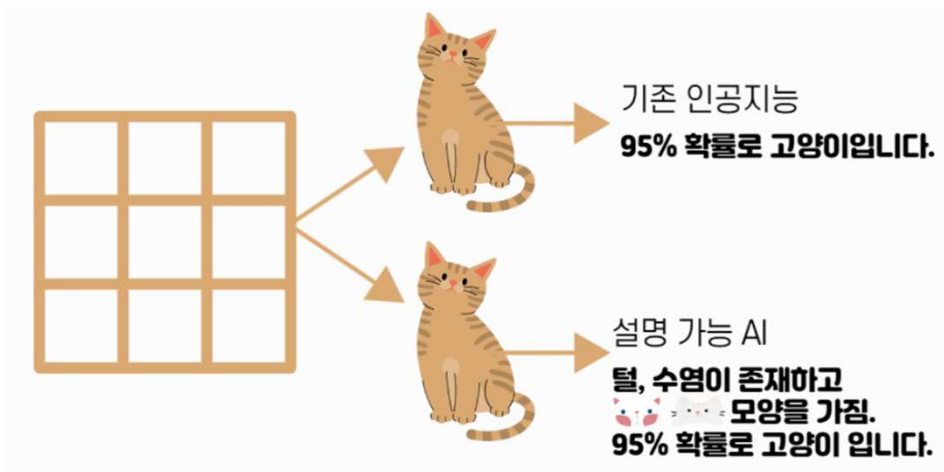 기존 인공지능
95% 확률로 고양이입니다.
설명 가능 AI
털, 수염이 존재하고
모양을 가짐.
95% 확률로 고양이 입니다.